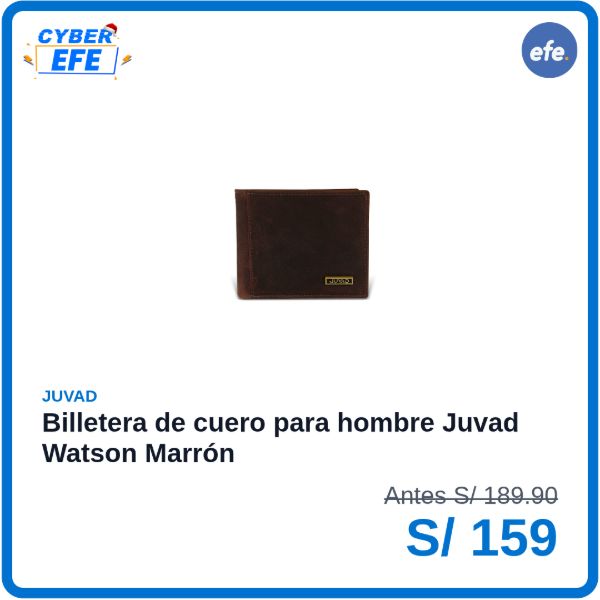 CYBER
EFE
efe.
JUVAD
JUVAD
Billetera de cuero para hombre Juvad
Watson Marrón
Antes S/ 189.90
S/ 159